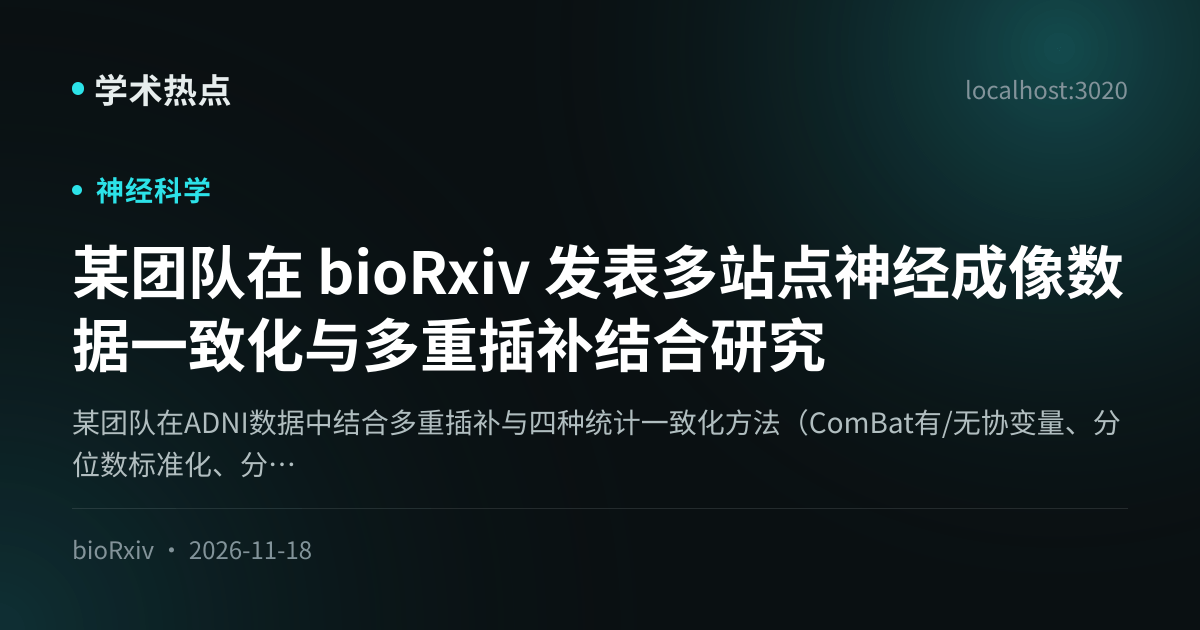 学术热点
localhost:3020
神经科学
某团队在 bioRxiv 发表多站点神经成像数
据一致化与多重插补结合研究
某团队在ADNI数据中结合多重插补与四种统计一致化方法（ComBat有/无协变量、分
位数标准化、分…
bioRxiv • 2026-11-18